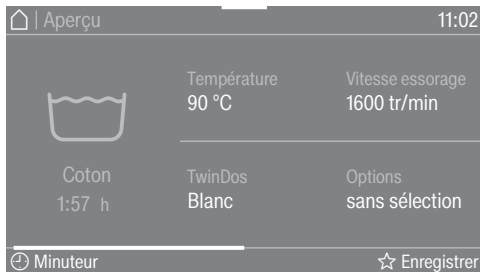 Aperçu 11:02
Température Vitesse essorage
90 °C 1600 tr/min
Coton TwinDos Options
1:57 h Blanc sans sélection
Minuteur Enregistrer